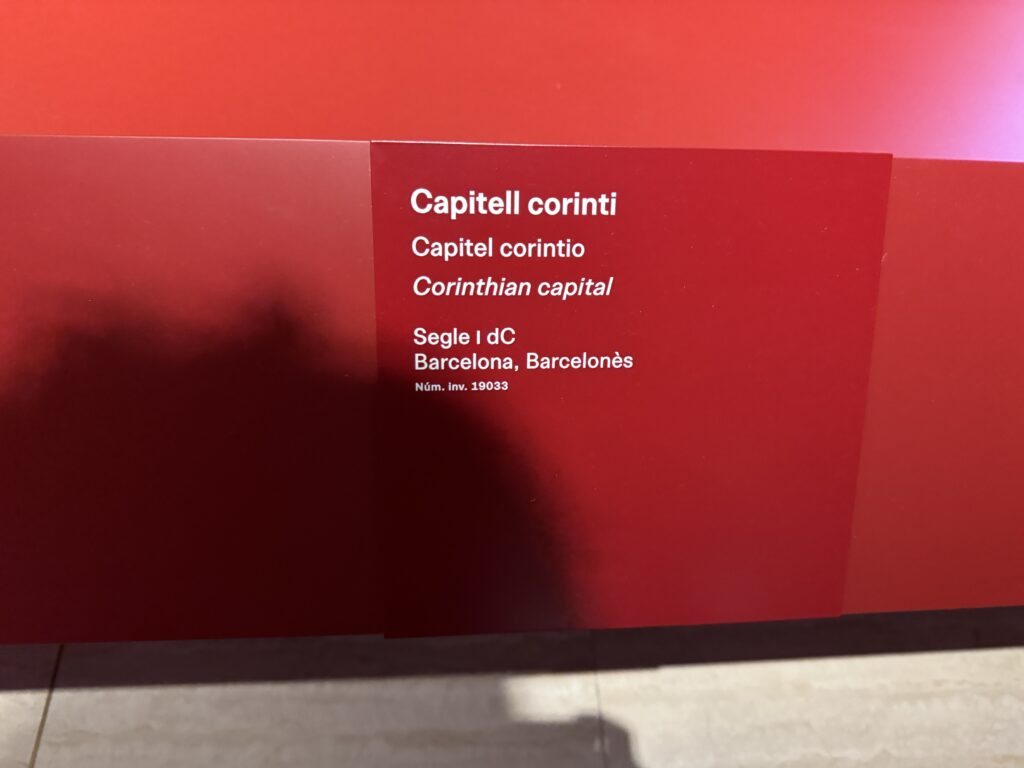 Capitell corinti
Capitel corintio
Corinthian capital
Segle I dC
Barcelona, Barcelonès
Núm. inv. 19033